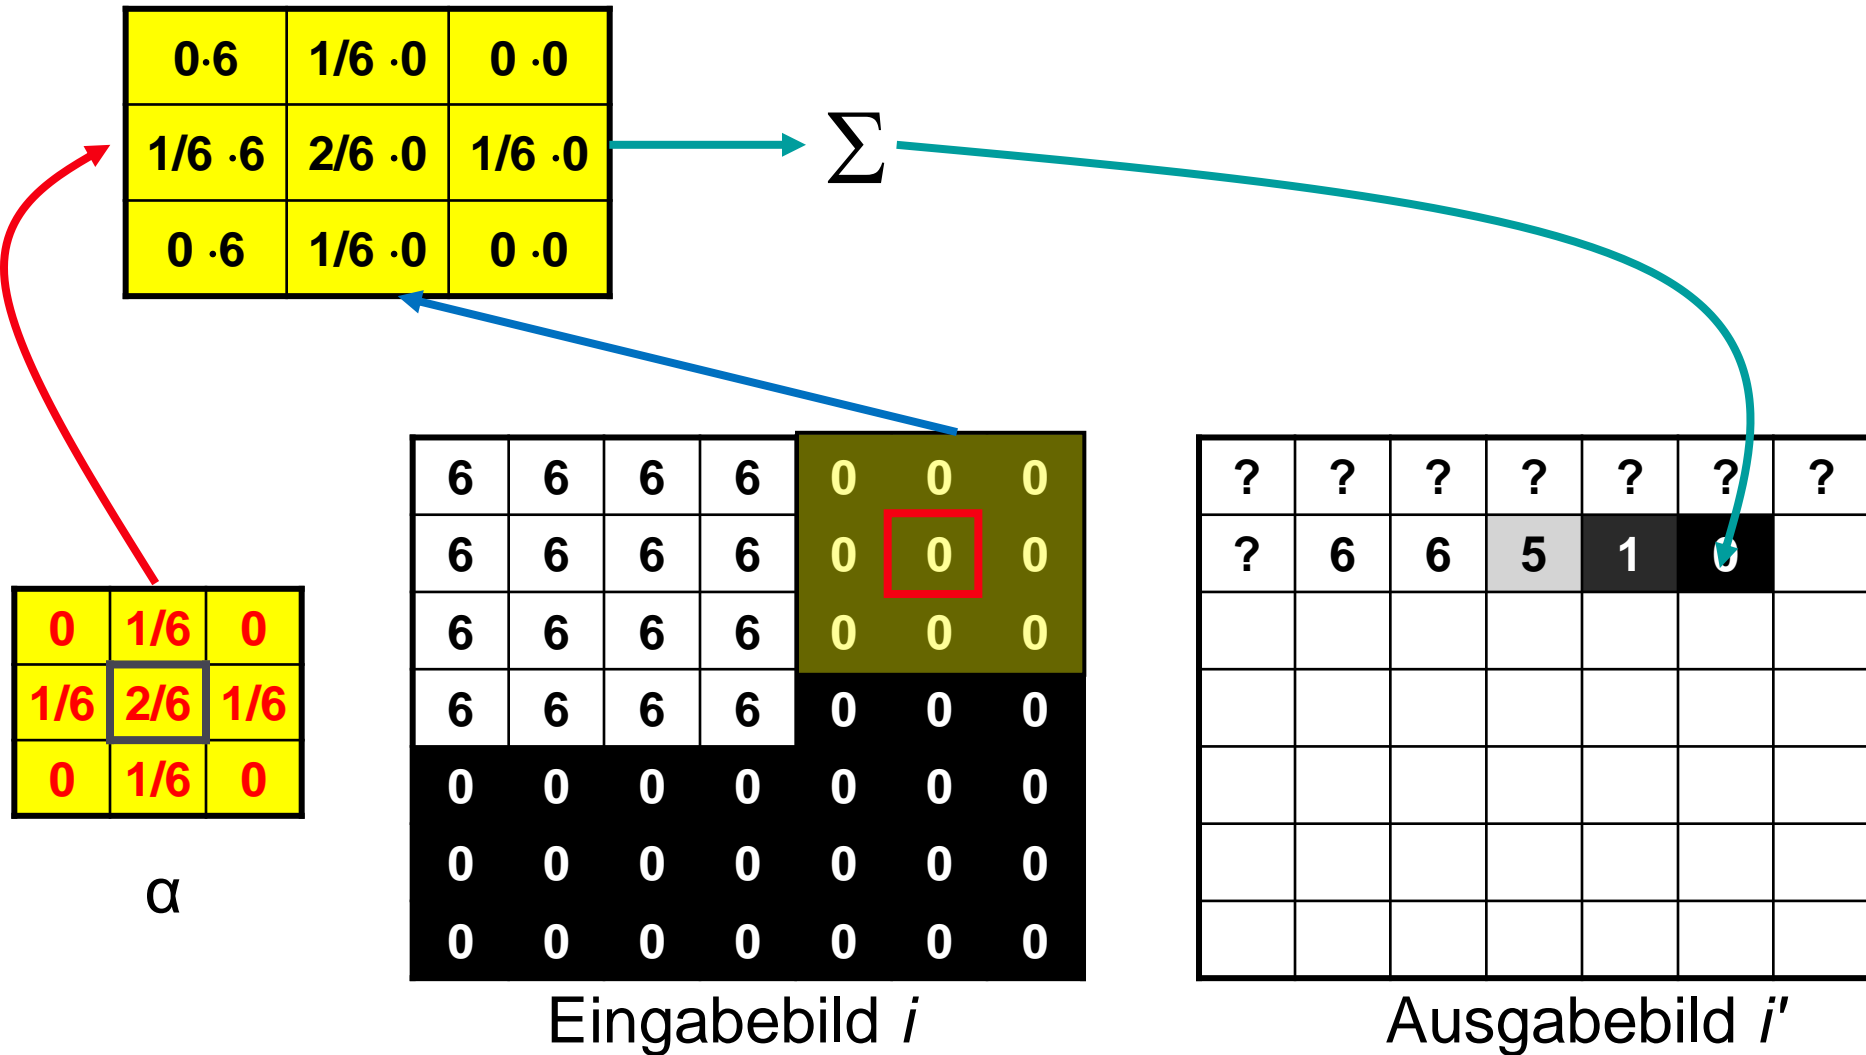 0·6 1/6 ·0 0 ·0
1/6 ·6 2/6 ·0 1/6 ·0
0 ·6 1/6 ·0 0 ·0
∑
0 1/6 0
1/6 2/6 1/6
0 1/6 0
α
6 6 6 6 0 0 0
6 6 6 6 0 0 0
6 6 6 6 0 0 0
6 6 6 6 0 0 0
0 0 0 0 0 0 0
0 0 0 0 0 0 0
0 0 0 0 0 0 0
Eingabebild i
? ? ? ? ? ? ?
? 6 6 5 1 0
Ausgabebild i'